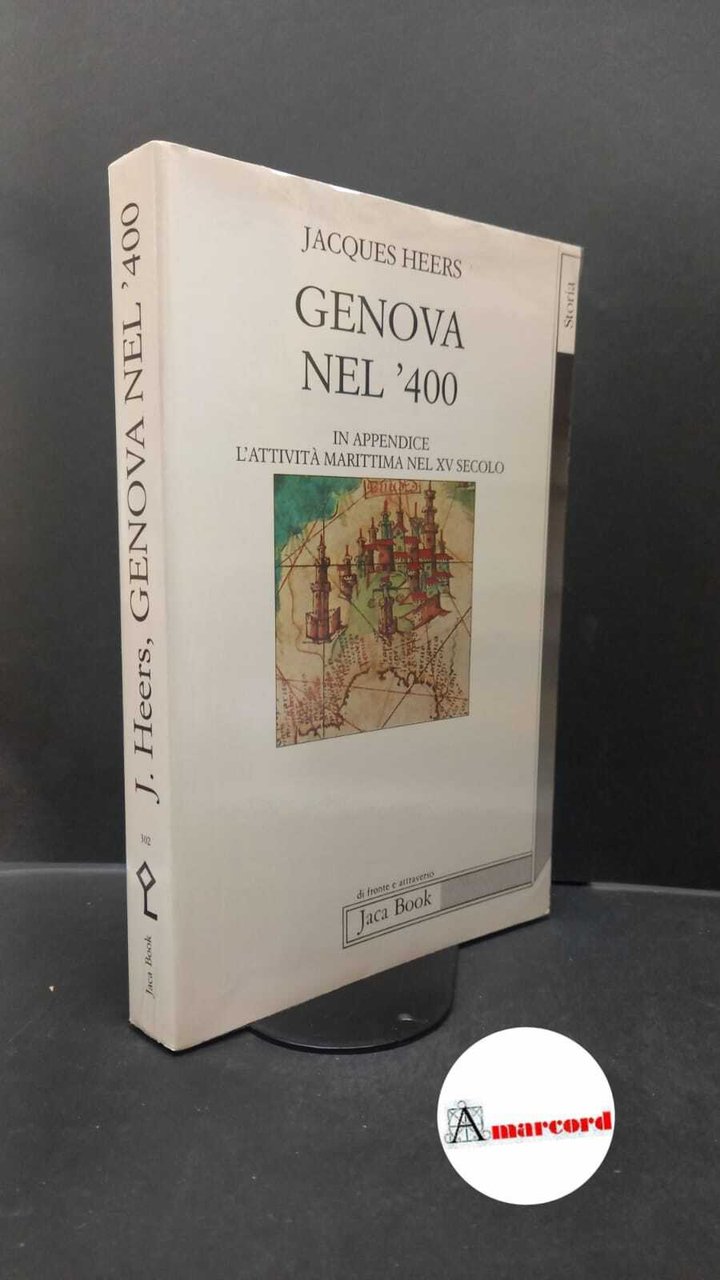 JACQUES HEERS
GENOVA
NEL '400
IN APPENDICE
L'ATTIVITÀ MARITTIMA NEL XV SECOLO
Storia
di fronte e attraverso
Jaca Book
J. Heers, GENOVA NEL '400
302
Jaca Book
Amarcord